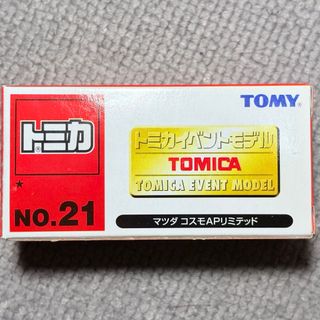 TOMY
トミカ
トミカイベントモデル
TOMICA
TOMICA EVENT MODEL
★
NO.21
マツダ コスモAPリミテッド